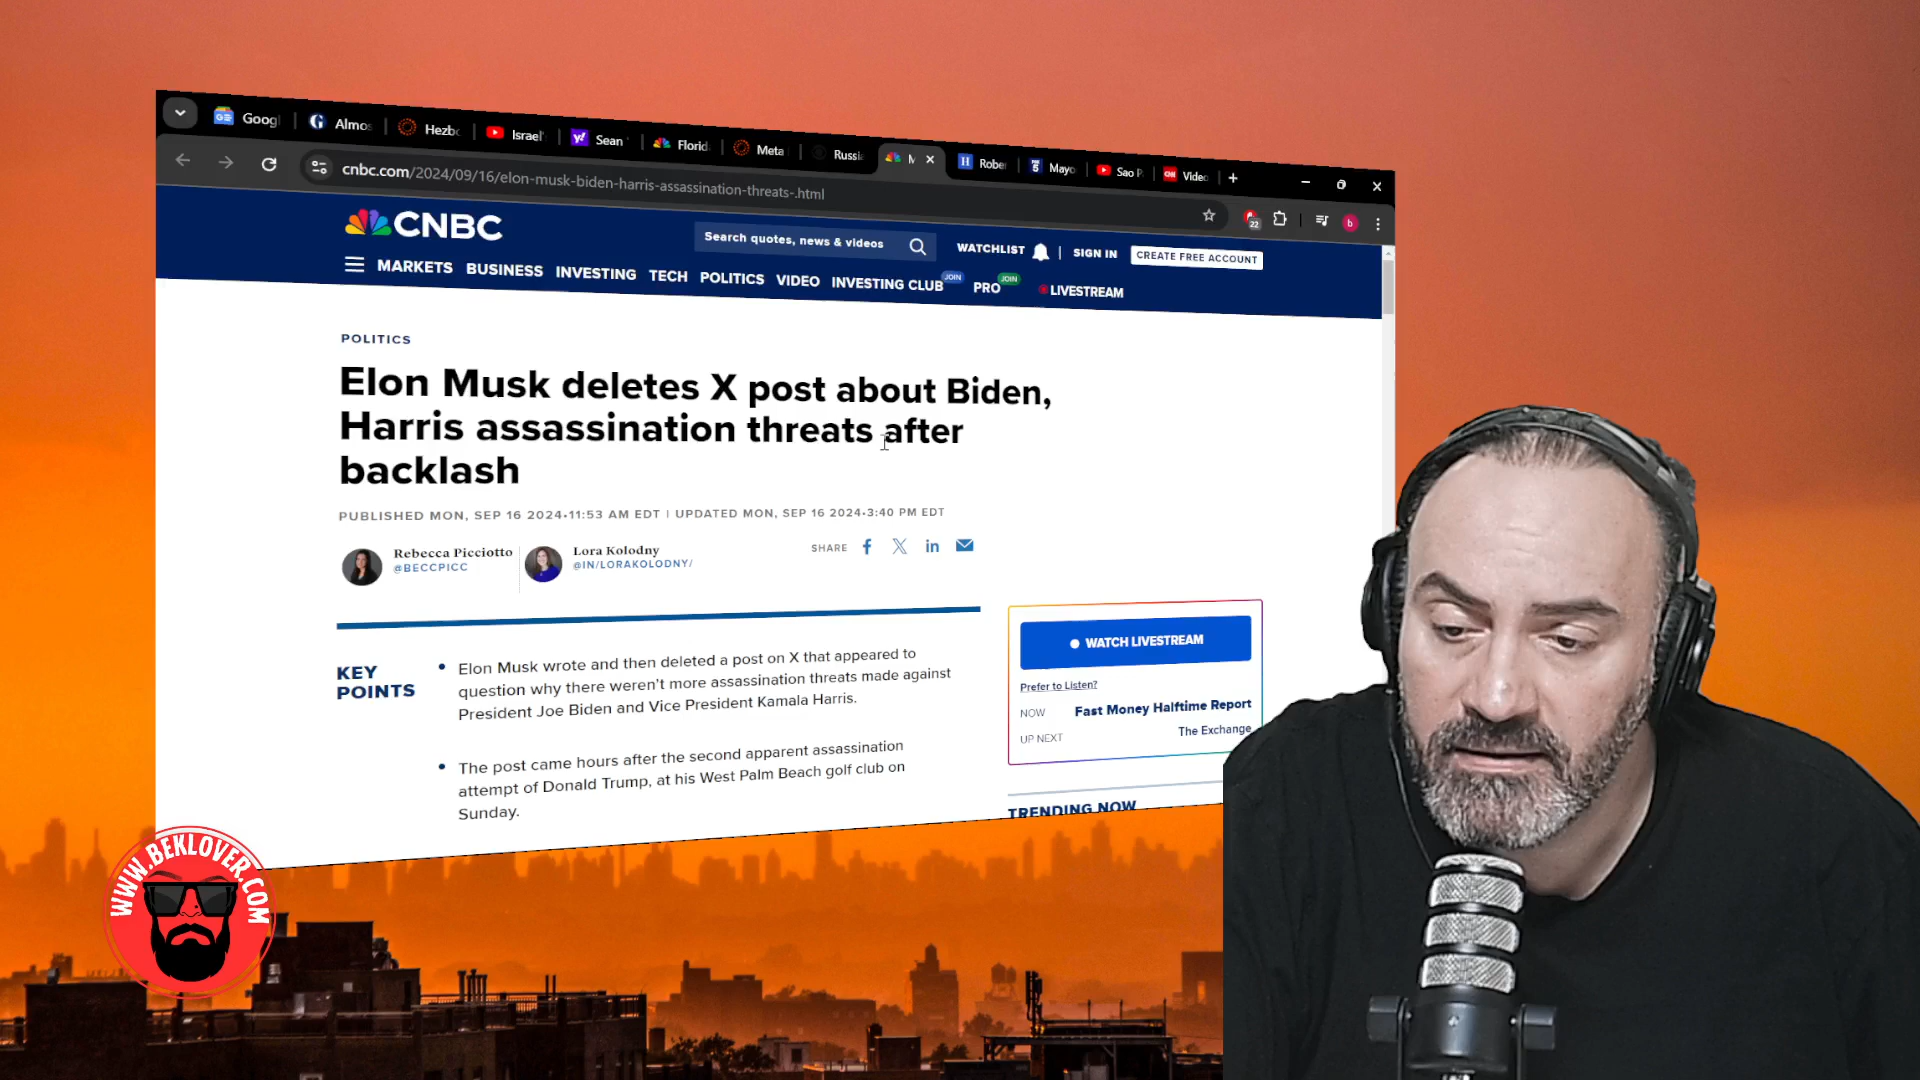 Googl
Almos
Hezbo
Israel'
Sean
Florid
Meta
Russia
M
Rober
Mayo
Sao P
Video
cnbc.com/2024/09/16/elon-musk-biden-harris-assassination-threats-.html
22
b
CNBC
Search quotes, news & videos
WATCHLIST
SIGN IN
CREATE FREE ACCOUNT
MARKETS BUSINESS INVESTING TECH POLITICS VIDEO INVESTING CLUB JOIN PRO JOIN LIVESTREAM
POLITICS
Elon Musk deletes X post about Biden,
Harris assassination threats after
backlash
PUBLISHED MON, SEP 16 2024•11:53 AM EDT | UPDATED MON, SEP 16 2024•3:40 PM EDT
Rebecca Picciotto
@BECCPICC
Lora Kolodny
@IN/LORAKOLODNY/
SHARE
KEY
POINTS
• Elon Musk wrote and then deleted a post on X that appeared to
question why there weren't more assassination threats made against
President Joe Biden and Vice President Kamala Harris.
• The post came hours after the second apparent assassination
attempt of Donald Trump, at his West Palm Beach golf club on
Sunday.
WATCH LIVESTREAM
Prefer to Listen?
NOW Fast Money Halftime Report
UP NEXT The Exchange
TRENDING NOW
WWW.BEKLOVER.COM